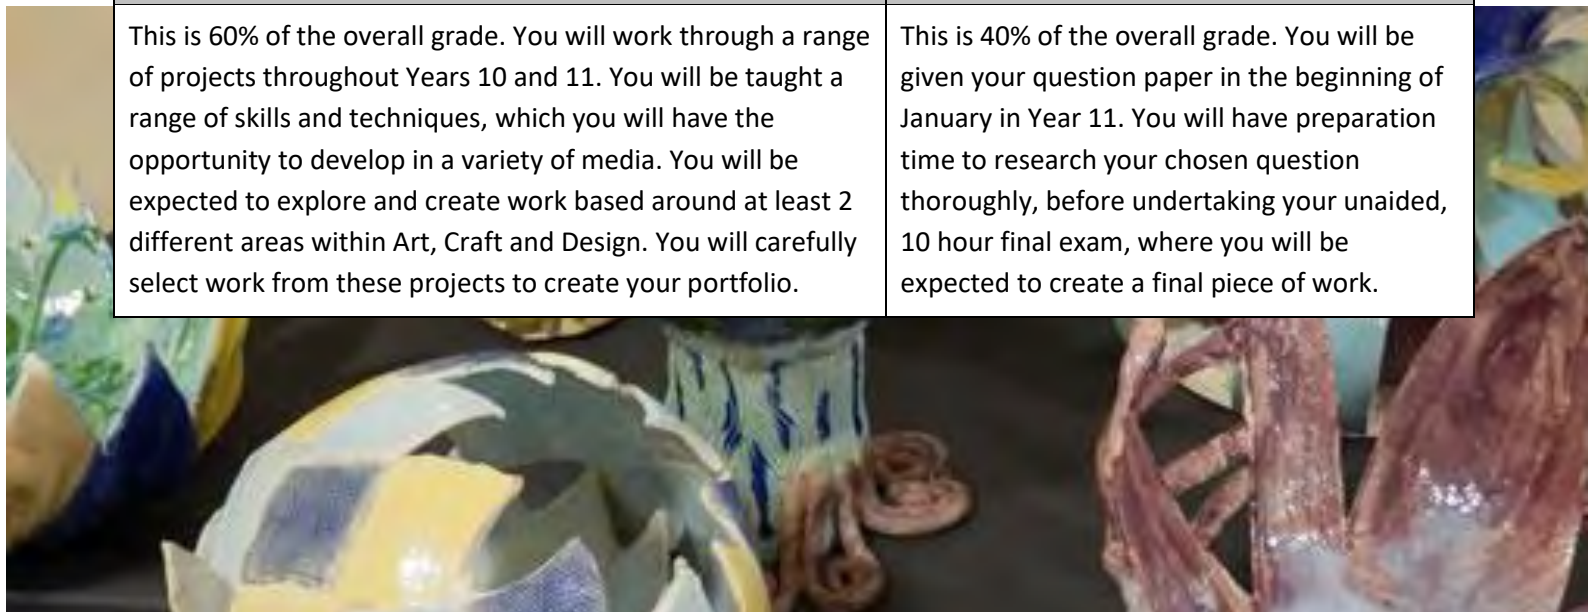 This is 60% of the overall grade. You will work through a range
of projects throughout Years 10 and 11. You will be taught a
range of skills and techniques, which you will have the
opportunity to develop in a variety of media. You will be
expected to explore and create work based around at least 2
different areas within Art, Craft and Design. You will carefully
select work from these projects to create your portfolio.
This is 40% of the overall grade. You will be
given your question paper in the beginning of
January in Year 11. You will have preparation
time to research your chosen question
thoroughly, before undertaking your unaided,
10 hour final exam, where you will be
expected to create a final piece of work.